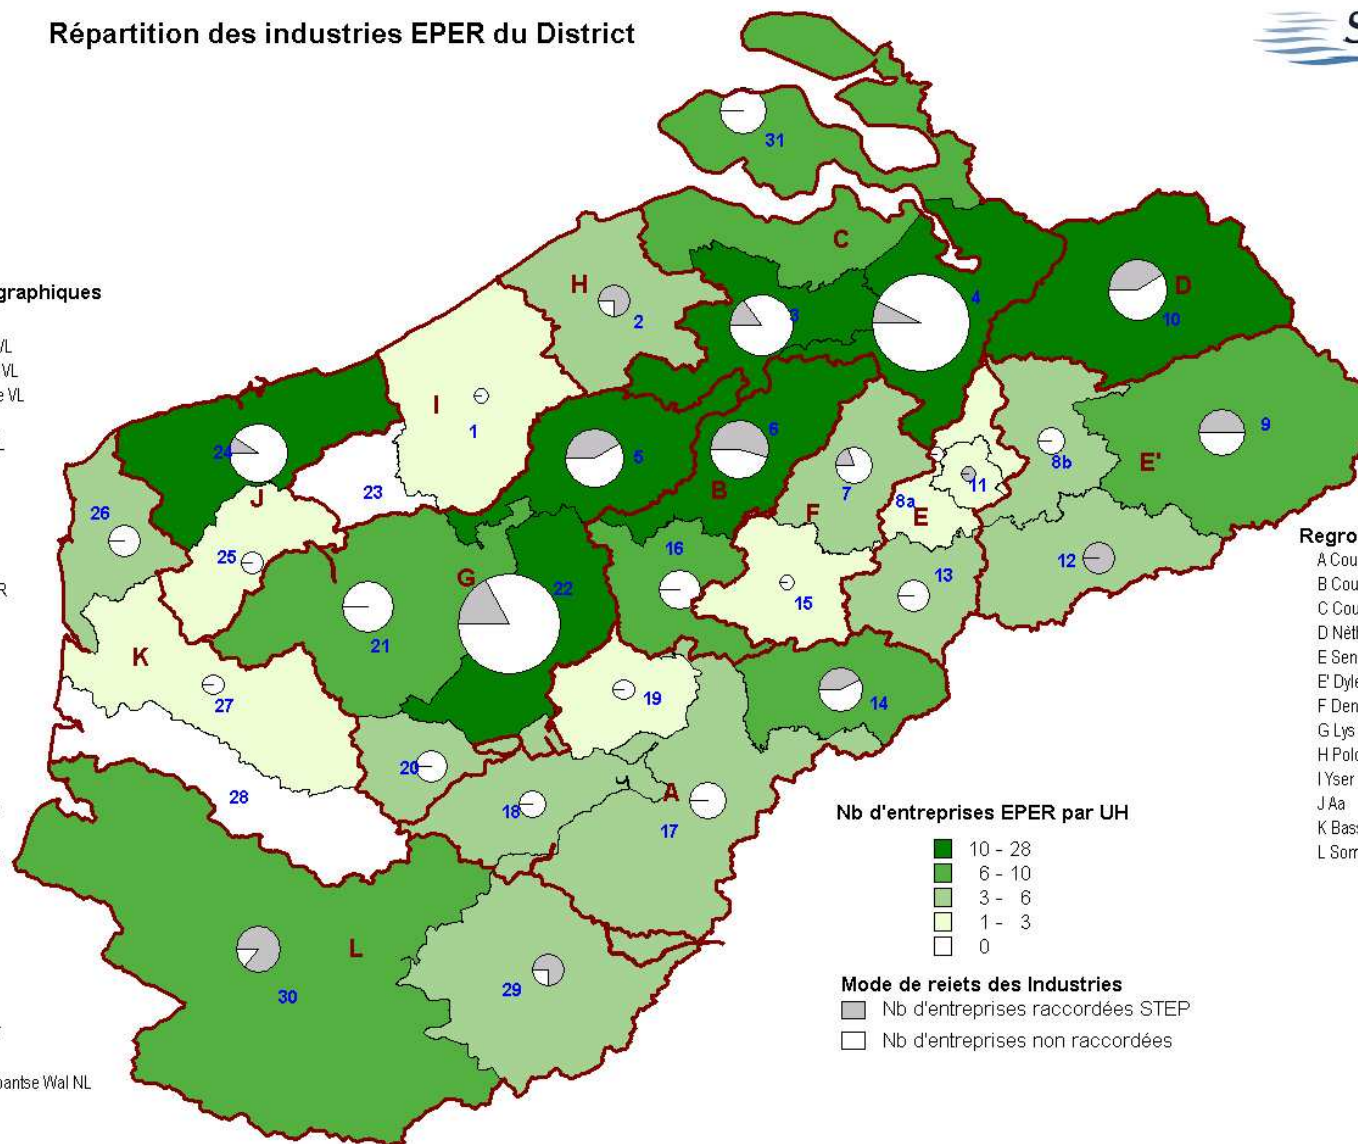 Répartition des industries EPER du District
S
31
graphiques
C
H
4
D
2
3
10
VL
VL
e VL
I
1
6
9
24
5
8b
E'
23
B
7
11
J
8a
26
F
E
Regro
25
16
12
A Cou
G
13
B Cou
R
22
15
C Cou
21
D Nèth
K
E Sen
E' Dyle
27
19
14
F Den
G Lys
20
H Polo
28
I Yser
A
18
17
J Aa
K Bass
L Som
Nb d'entreprises EPER par UH
10 - 28
6 - 10
3 - 6
1 - 3
0
L
29
30
Mode de rejets des Industries
Nb d'entreprises raccordées STEP
Nb d'entreprises non raccordées
bantse Wal NL